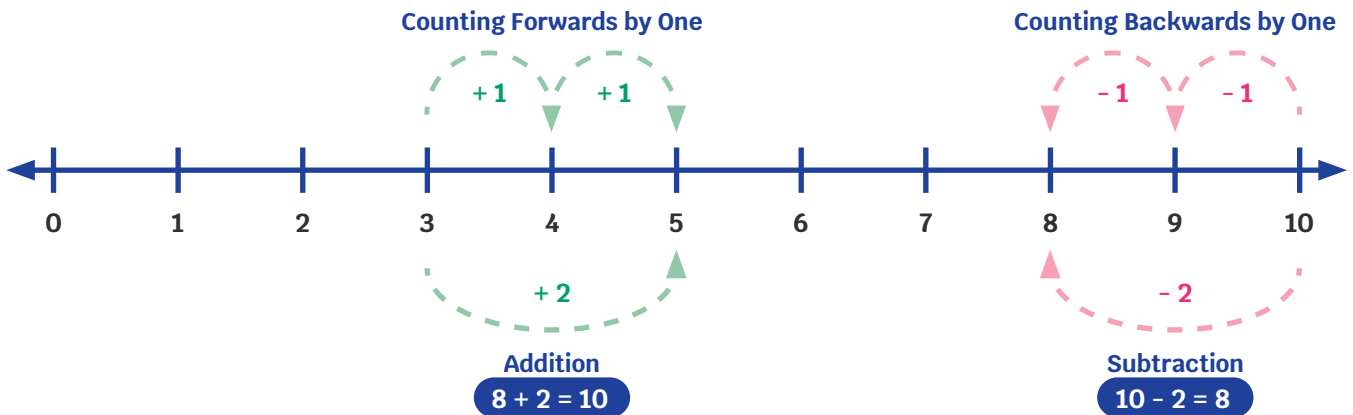 Counting Forwards by One
Counting Backwards by One
+ 1
+ 1
- 1
- 1
0 1 2 3 4 5 6 7 8 9 10
+ 2
- 2
Addition
8 + 2 = 10
Subtraction
10 - 2 = 8